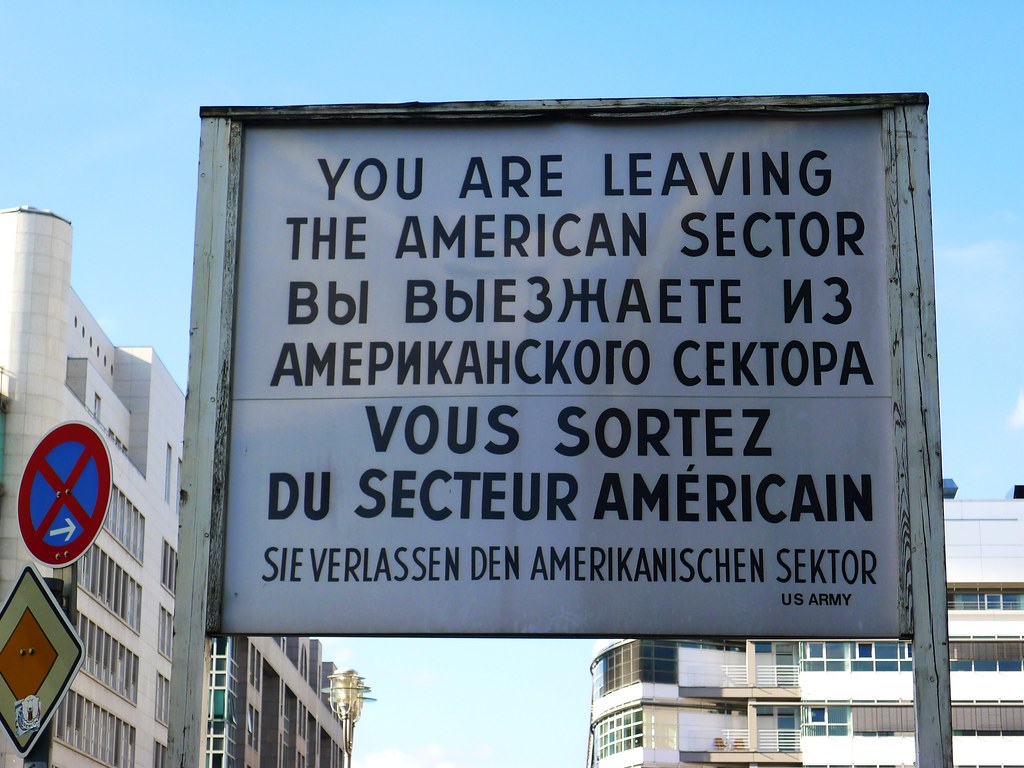 YOU ARE LEAVING
THE AMERICAN SECTOR
ВЫ ВЫЕЗЖАЕТЕ ИЗ
АМЕРИКАНСКОГО СЕКТОРА
VOUS SORTEZ
DU SECTEUR AMÉRICAIN
SIE VERLASSEN DEN AMERIKANISCHEN SEKTOR
US ARMY